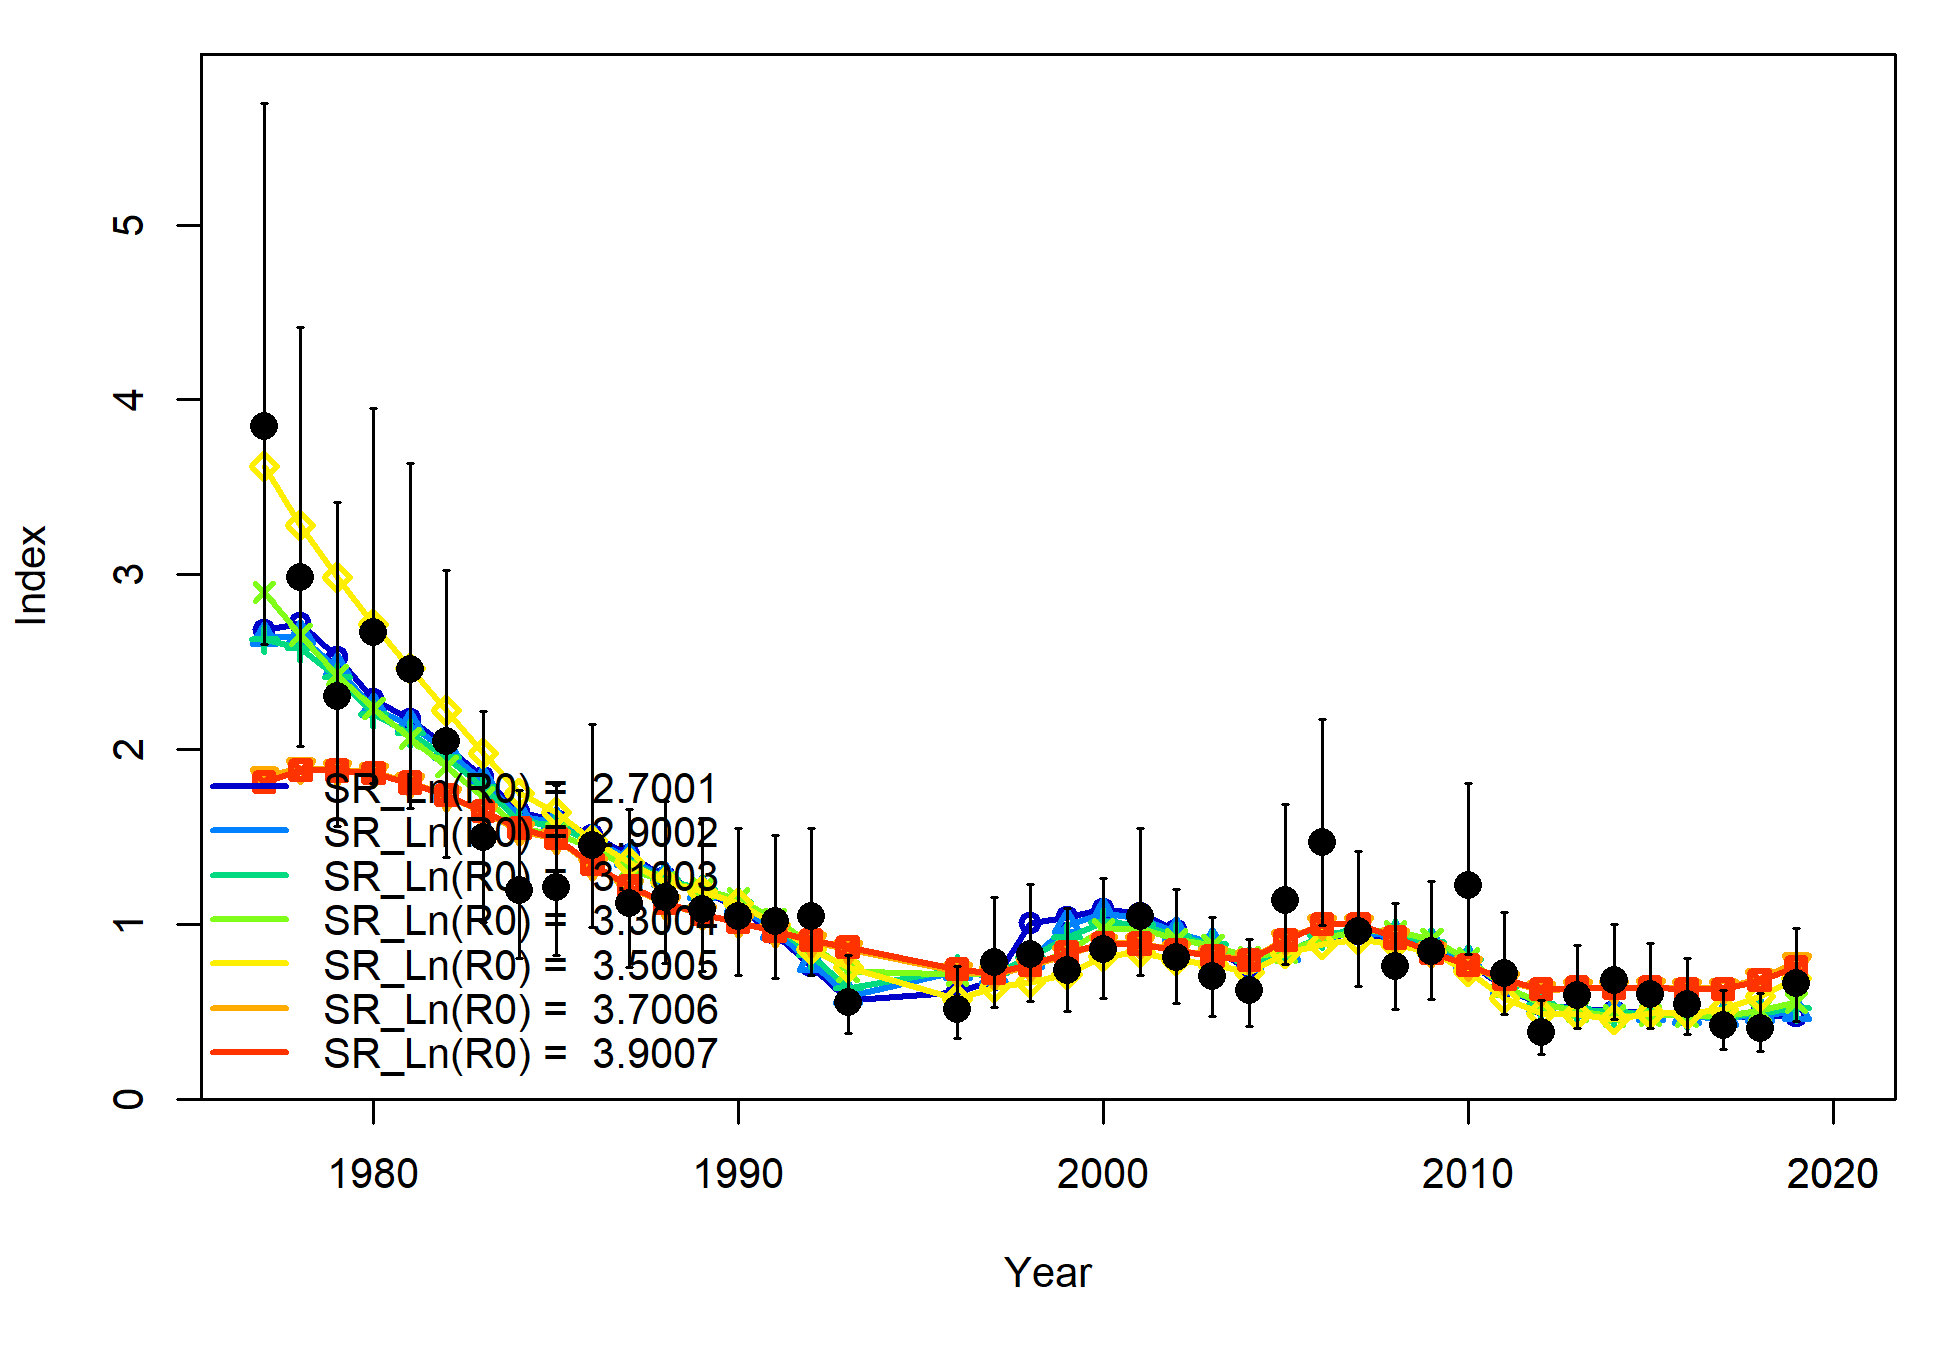 5
4
3
2
1
0
Index
SR_Ln(R0) = 2.7001
SR_Ln(R0) = 2.9002
SR_Ln(R0) = 3.1003
SR_Ln(R0) = 3.3004
SR_Ln(R0) = 3.5005
SR_Ln(R0) = 3.7006
SR_Ln(R0) = 3.9007
1980 1990 2000 2010 2020
Year